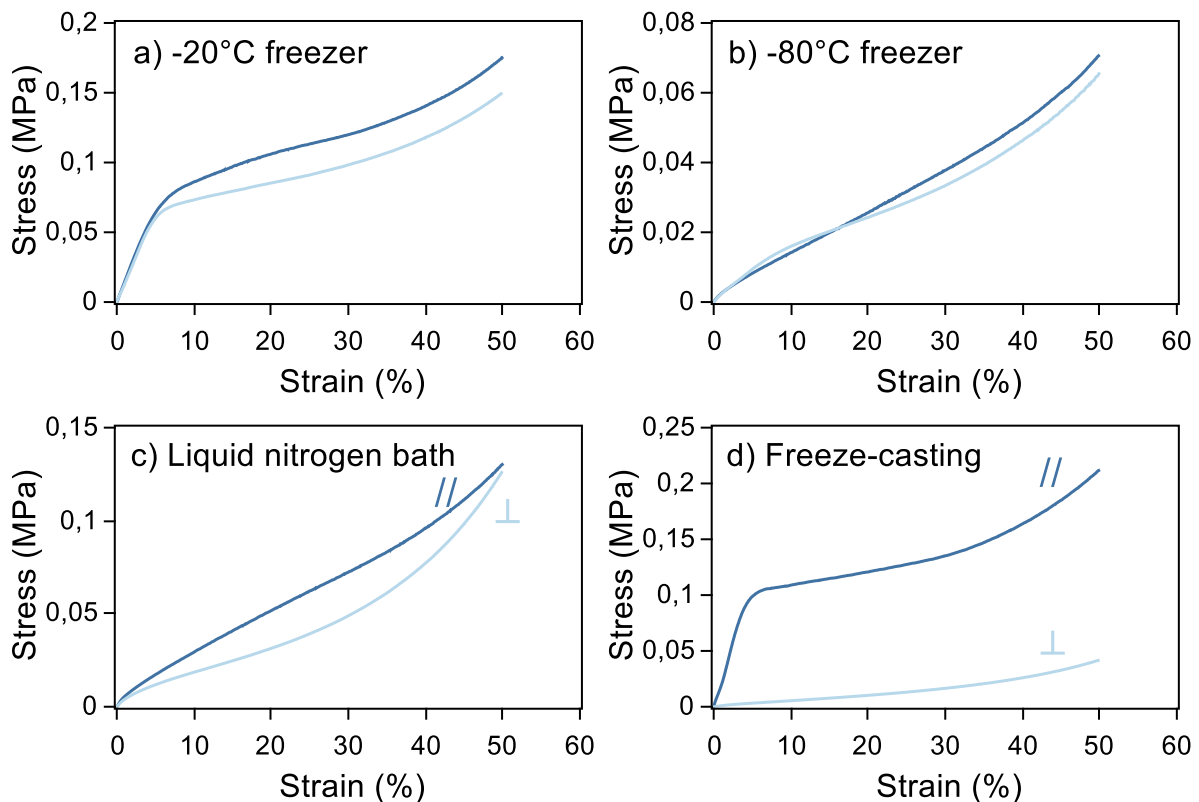 a) -20°C freezer
Stress (MPa)
0,2
0,15
0,1
0,05
0
0 10 20 30 40 50 60
Strain (%)
b) -80°C freezer
Stress (MPa)
0,08
0,06
0,04
0,02
0
0 10 20 30 40 50 60
Strain (%)
c) Liquid nitrogen bath
Stress (MPa)
0,15
0,1
0,05
0
//
⊥
0 10 20 30 40 50 60
Strain (%)
d) Freeze-casting
Stress (MPa)
0,25
0,2
0,15
0,1
0,05
0
//
⊥
0 10 20 30 40 50 60
Strain (%)